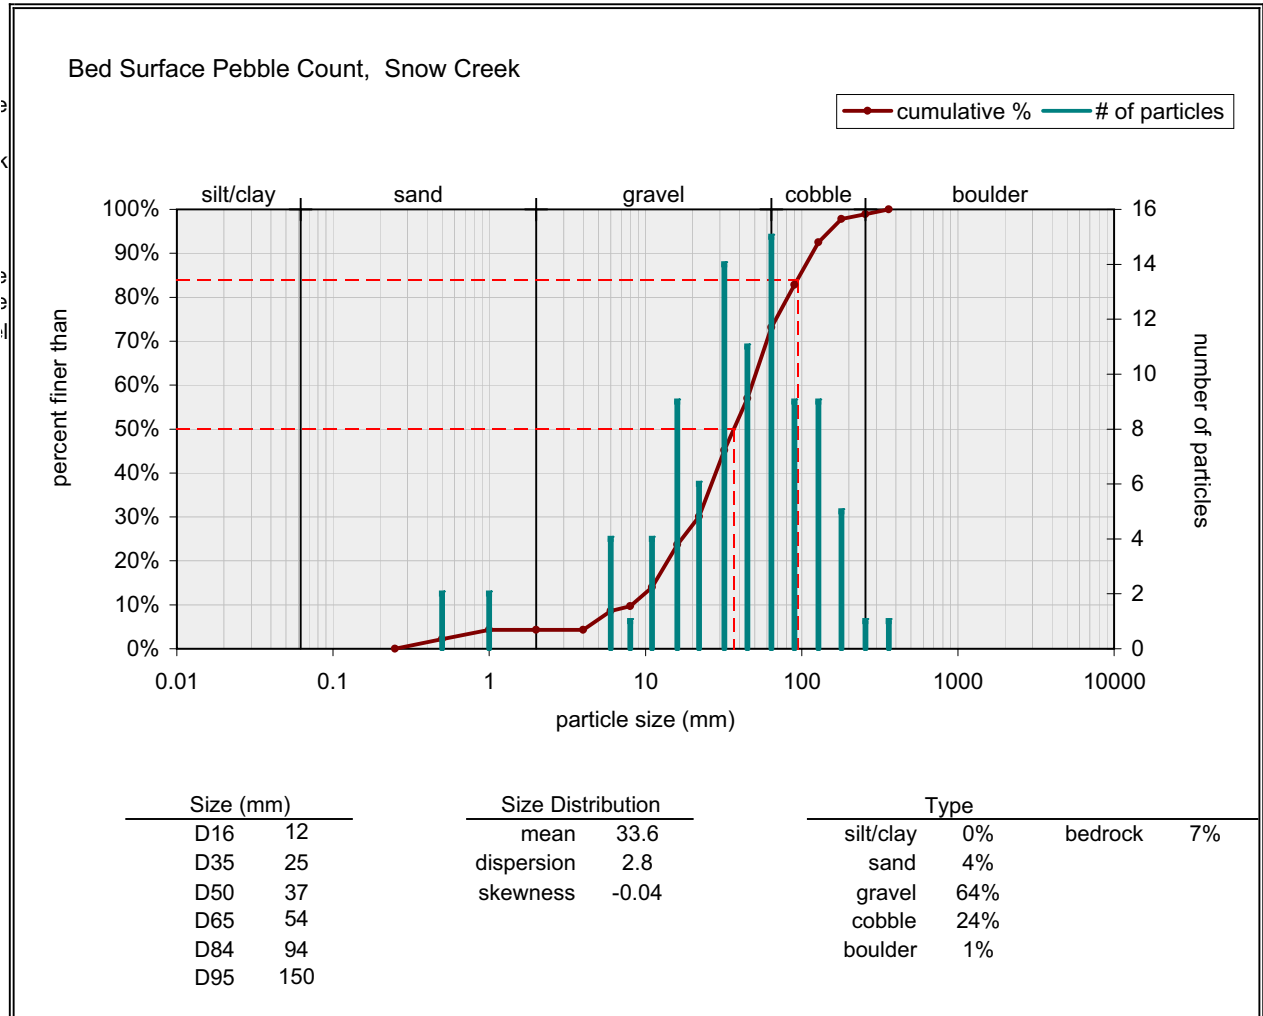 Bed Surface Pebble Count, Snow Creek
cumulative % # of particles
silt/clay sand gravel cobble boulder
100% 16
90%
14
80%
12
70%
60% 10
50% 8
40%
6
30%
4
20%
10% 2
0% 0
percent finer than
number of particles
0.01 0.1 1 10 100 1000 10000
particle size (mm)
Size (mm)
D16 12
D35 25
D50 37
D65 54
D84 94
D95 150
Size Distribution
mean 33.6
dispersion 2.8
skewness -0.04
Type
silt/clay 0% bedrock 7%
sand 4%
gravel 64%
cobble 24%
boulder 1%